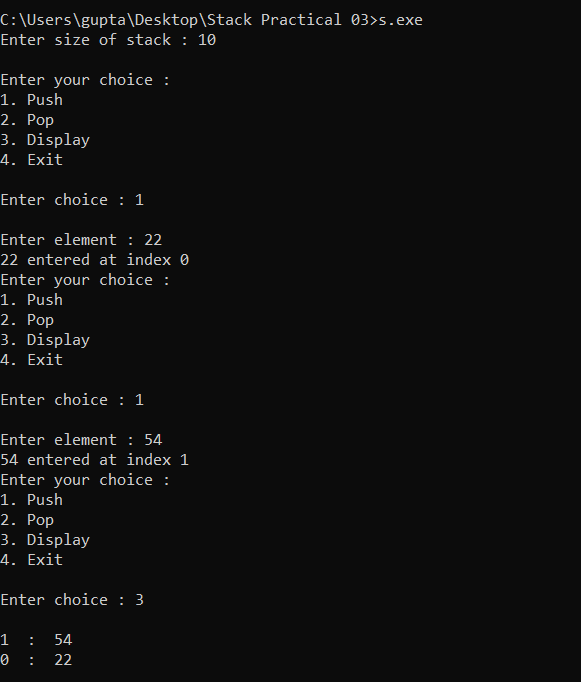 C:\Users\gupta\Desktop\Stack Practical 03>s.exe
Enter size of stack : 10
Enter your choice :
1. Push
2. Pop
3. Display
4. Exit
Enter choice : 1
Enter element : 22
22 entered at index 0
Enter your choice :
1. Push
2. Pop
3. Display
4. Exit
Enter choice : 1
Enter element : 54
54 entered at index 1
Enter your choice :
1. Push
2. Pop
3. Display
4. Exit
Enter choice : 3
1  :  54
0  :  22